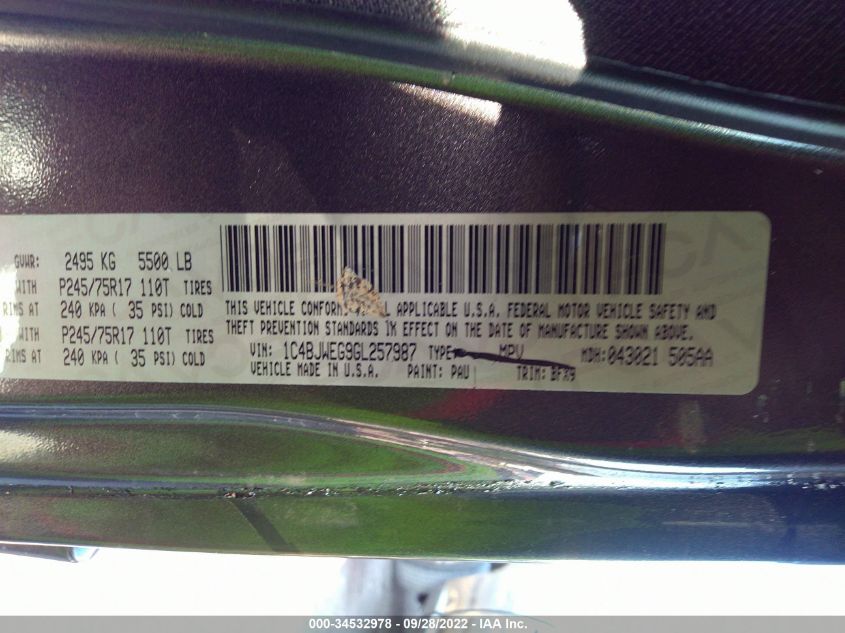 GVWR: 2495 KG 5500 LB
WITH P245/75R17 110T TIRES
RIMS AT 240 KPA ( 35 PSI) COLD
WITH P245/75R17 110T TIRES
RIMS AT 240 KPA ( 35 PSI) COLD
THIS VEHICLE CONFORMS APPLICABLE U.S.A. FEDERAL MOTOR VEHICLE SAFETY AND
THEFT PREVENTION STANDARDS IN EFFECT ON THE DATE OF MANUFACTURE SHOWN ABOVE.
VIN: 1C4BJWEG9GL257987 TYPE: MPV MDH:043021 505AA
VEHICLE MADE IN U.S.A. PAINT: PAU TRIM: BFX9
000-34532978 / 09/28/2022 - IAA Inc.